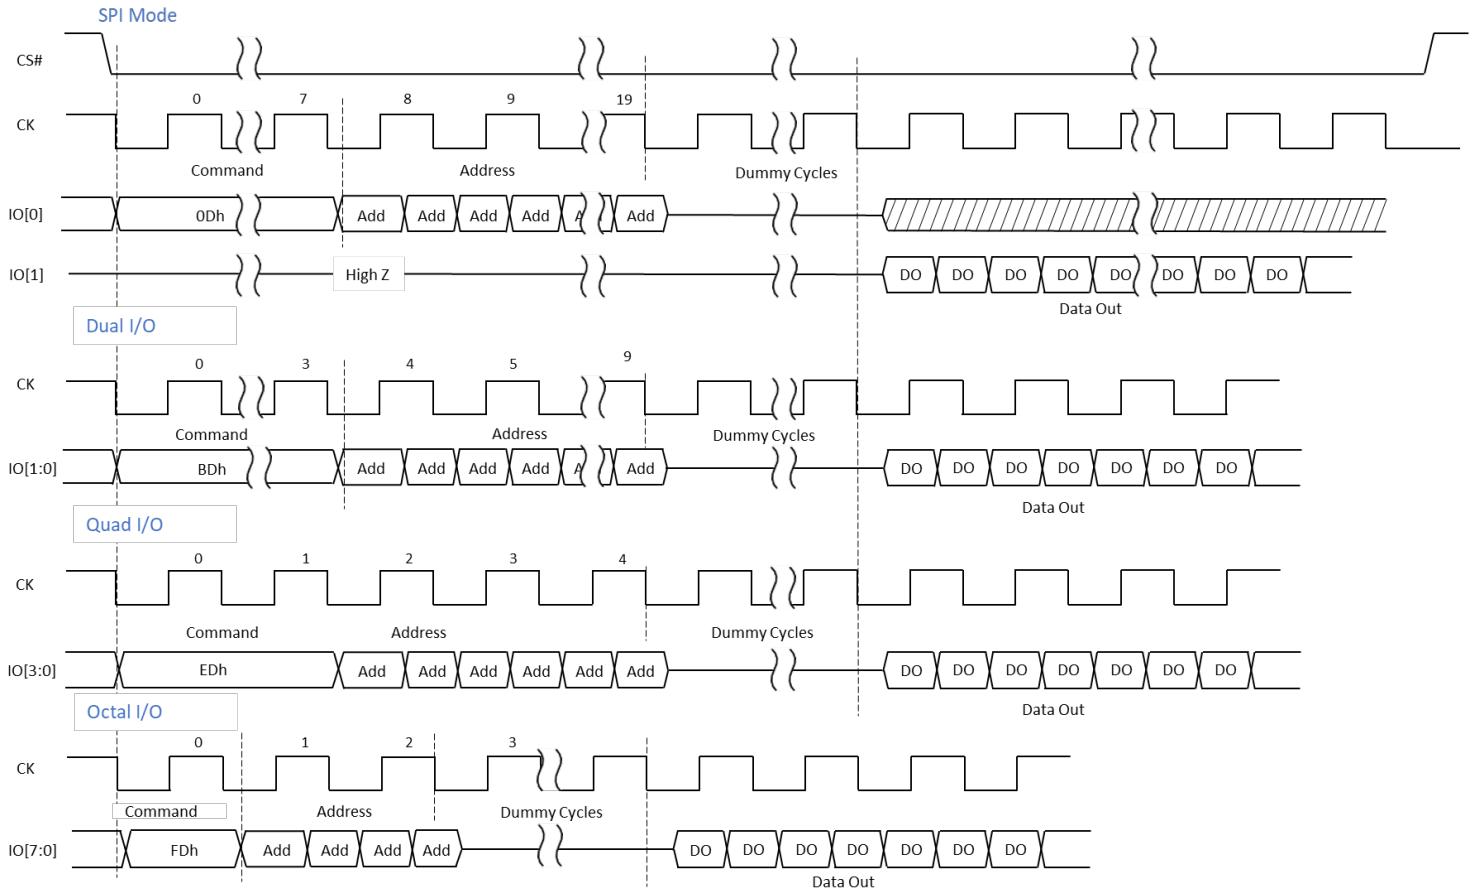 SPI Mode
CS#
0 7 8 9 19
CK
Command Address Dummy Cycles
IO[0] 0Dh Add Add Add Add A Add
IO[1] High Z DO DO DO DO DO DO DO DO
Data Out
Dual I/O
0 3 4 5 9
CK
Command Address Dummy Cycles
IO[1:0] BDh Add Add Add Add A Add DO DO DO DO DO DO DO
Data Out
Quad I/O
0 1 2 3 4
CK
Command Address Dummy Cycles
IO[3:0] EDh Add Add Add Add Add Add DO DO DO DO DO DO DO
Data Out
Octal I/O
0 1 2 3
CK
Command Address Dummy Cycles
IO[7:0] FDh Add Add Add Add DO DO DO DO DO DO DO
Data Out